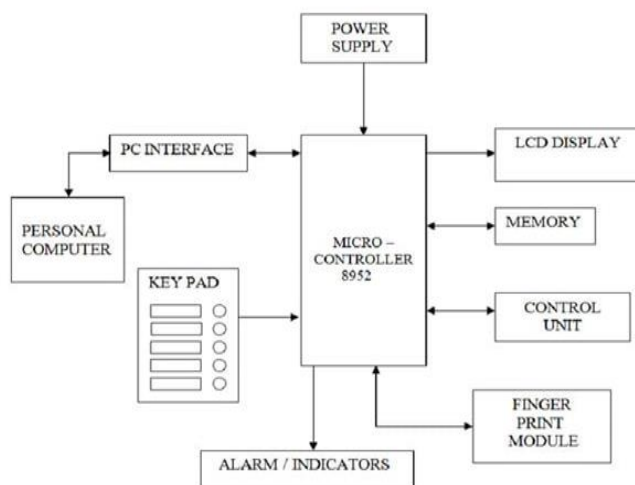 POWER
SUPPLY
PC INTERFACE
LCD DISPLAY
PERSONAL
COMPUTER
MICRO –
CONTROLLER
8952
MEMORY
KEY PAD
CONTROL
UNIT
FINGER
PRINT
MODULE
ALARM / INDICATORS